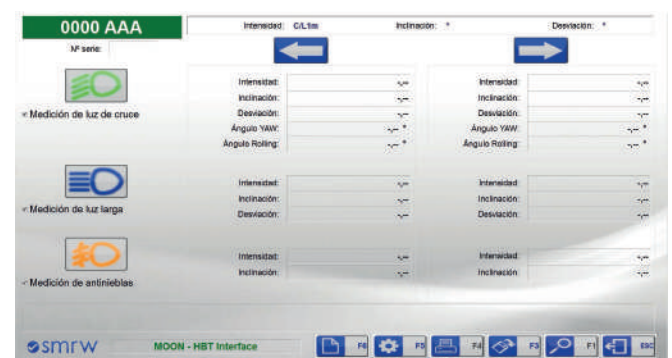 0000 AAA
Intensidad: C/L1m Inclinación: ° Desviación: °
Nº serie:
Intensidad: -,-- Intensidad: -,--
Inclinación: -,-- Inclinación: -,--
Medición de luz de cruce Desviación: -,-- Desviación: -,--
Ángulo YAW: -,-- ° Ángulo YAW: -,-- °
Ángulo Rolling: -,-- ° Ángulo Rolling: -,-- °
Intensidad: -,-- Intensidad: -,--
Inclinación: -,-- Inclinación: -,--
Medición de luz larga Desviación: -,-- Desviación: -,--
Intensidad: -,-- Intensidad: -,--
Inclinación: -,-- Inclinación -,--
Medición de antinieblas
smrw MOON - HBT Interface F6 F5 F4 F3 F1 ESC